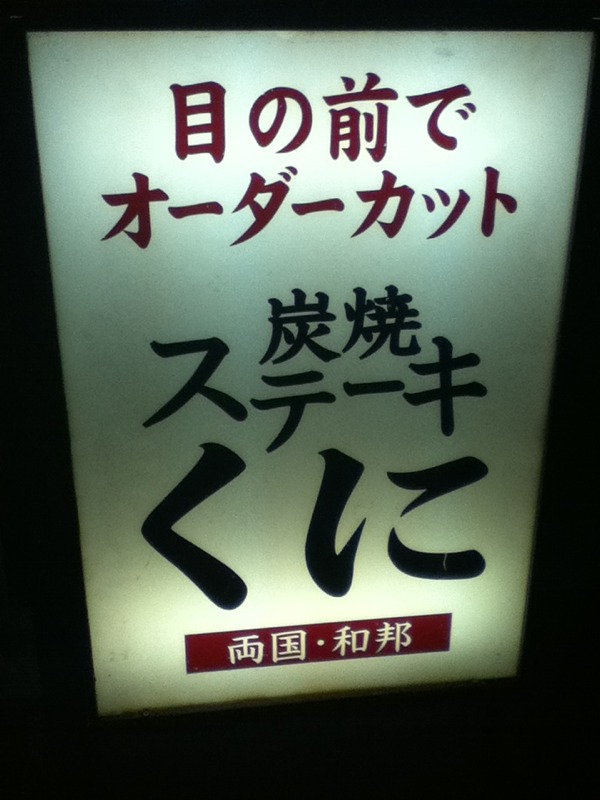 目の前で
オーダーカット
炭焼
ステーキ
くに
両国・和邦